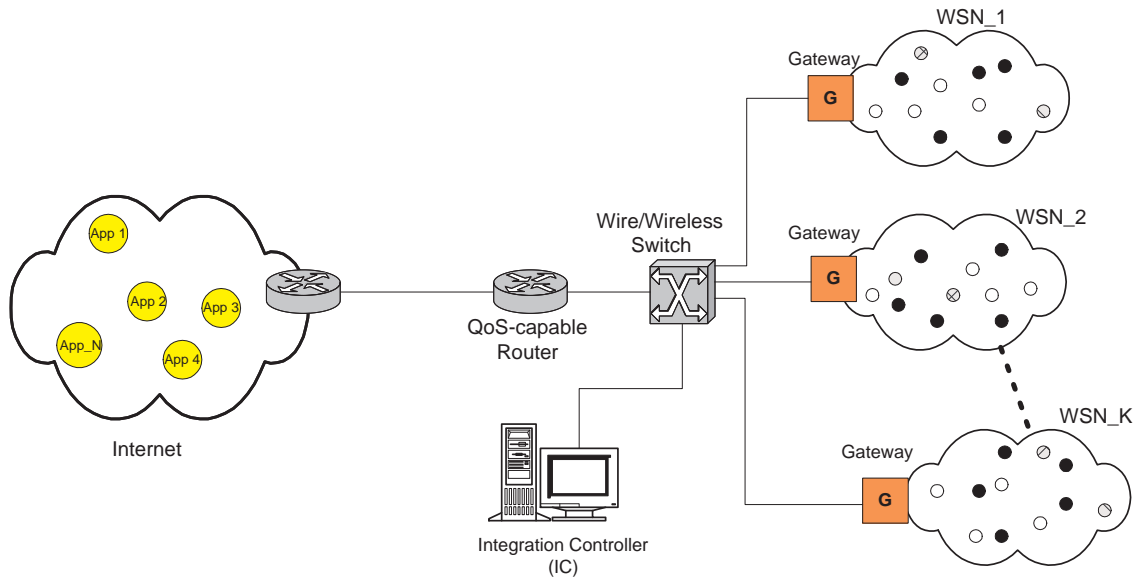 WSN_1
Gateway
G
WSN_2
Gateway
G
Wire/Wireless
Switch
App 1
App 2
App 3
App_N
App 4
QoS-capable
Router
Internet
WSN_K
Gateway
G
Integration Controller
(IC)